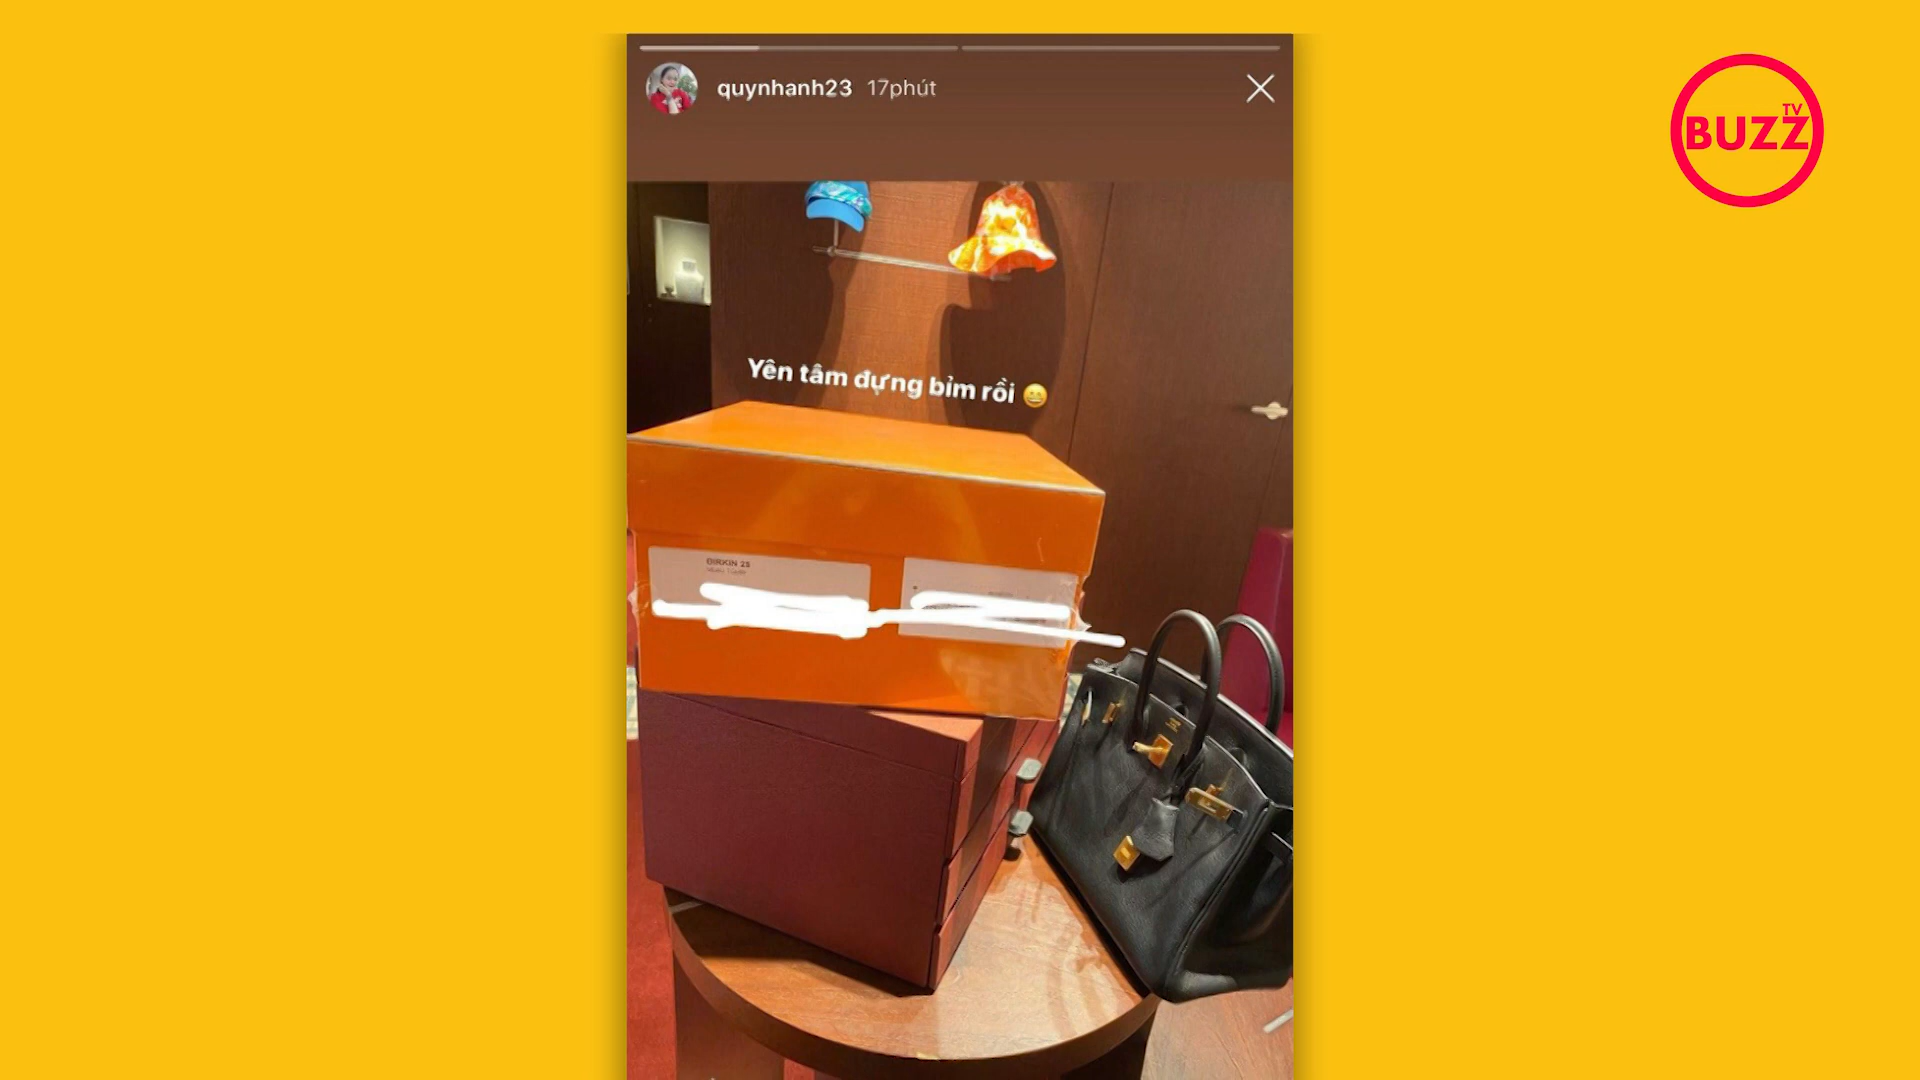 quynhanh23 17phút
TV
BUZZ
Yên tâm đựng bỉm rồi 😀
BIRKIN 25